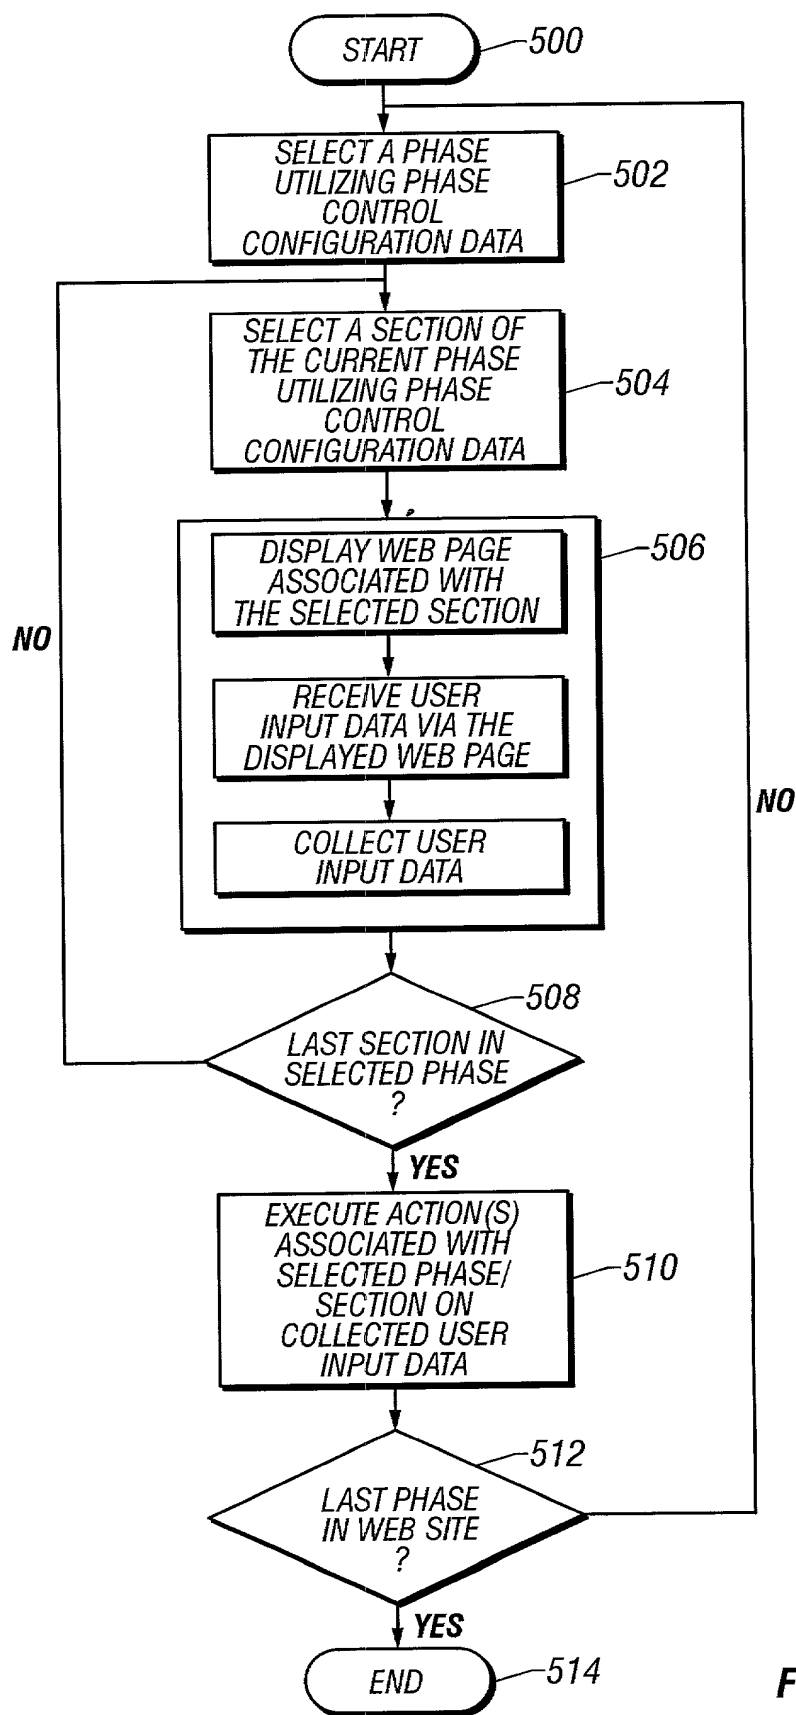 START
500
SELECT A PHASE
UTILIZING PHASE
CONTROL
CONFIGURATION DATA
502
SELECT A SECTION OF
THE CURRENT PHASE
UTILIZING PHASE
CONTROL
CONFIGURATION DATA
504
506
DISPLAY WEB PAGE
ASSOCIATED WITH
THE SELECTED SECTION
NO
RECEIVE USER
INPUT DATA VIA THE
DISPLAYED WEB PAGE
NO
COLLECT USER
INPUT DATA
508
LAST SECTION IN
SELECTED PHASE
?
YES
EXECUTE ACTION(S)
ASSOCIATED WITH
SELECTED PHASE/
SECTION ON
COLLECTED USER
INPUT DATA
510
512
LAST PHASE
IN WEB SITE
?
YES
END
514
F